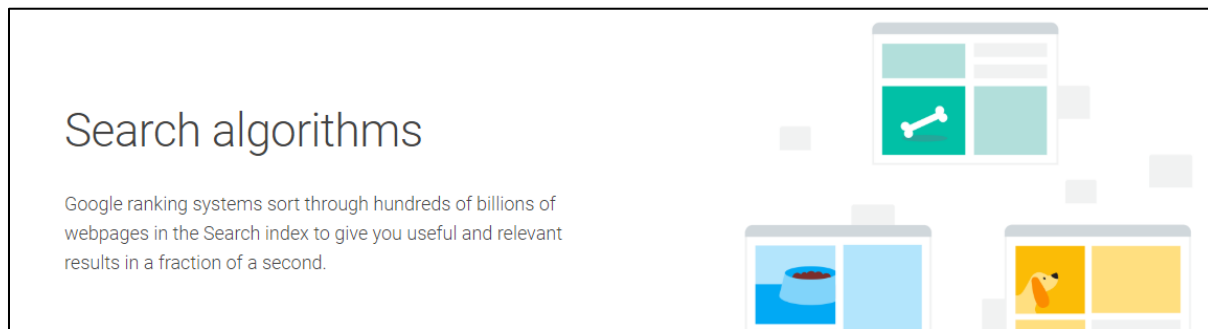 Search algorithms
Google ranking systems sort through hundreds of billions of
webpages in the Search index to give you useful and relevant
results in a fraction of a second.